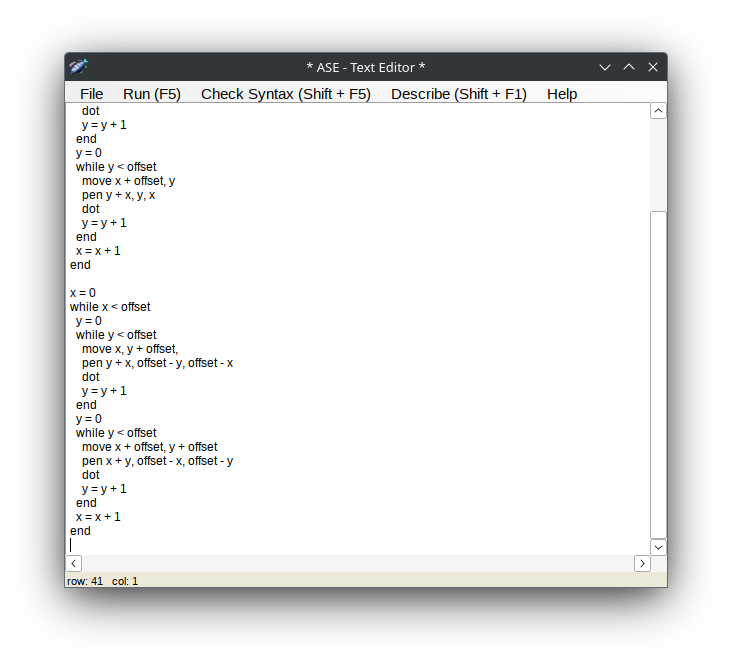 * ASE - Text Editor *
File Run (F5) Check Syntax (Shift + F5) Describe (Shift + F1) Help
    dot
    y = y + 1
  end
  y = 0
  while y < offset
    move x + offset, y
    pen y + x, y, x
    dot
    y = y + 1
  end
  x = x + 1
end

x = 0
while x < offset
  y = 0
  while y < offset
    move x, y + offset,
    pen y + x, offset - y, offset - x
    dot
    y = y + 1
  end
  y = 0
  while y < offset
    move x + offset, y + offset
    pen x + y, offset - x, offset - y
    dot
    y = y + 1
  end
  x = x + 1
end
row: 41 col: 1